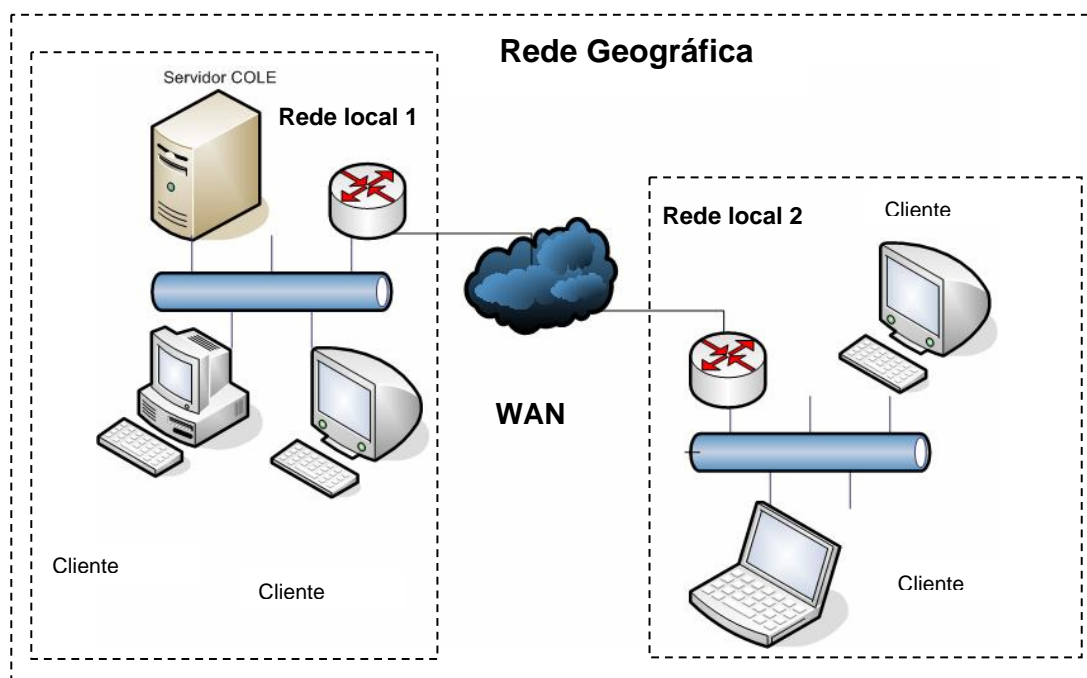 Rede Geográfica
Servidor COLE
Rede local 1
Rede local 2
Cliente
WAN
Cliente
Cliente
Cliente